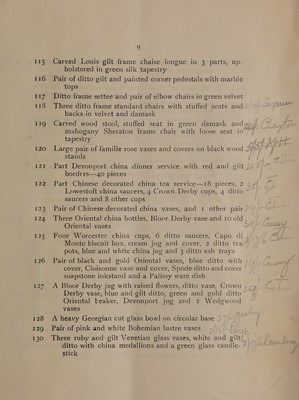 9
115 Carved Louis gilt frame chaise longue in 3 parts, up-
holstered in green silk tapestry
116 Pair of ditto gilt and painted corner pedestals with marble
tops
117 Ditto frame settee and pair of elbow chairs in green velvet
118 Three ditto frame standard chairs with stuffed seats and
backs in velvet and damask
119 Carved wood stool, stuffed seat in green damask and
mahogany Sheraton frame chair with loose seat in
tapestry
120 Large pair of famille rose vases and covers on black wood
stands
121 Part Devonport china dinner service with red and gilt
borders—40 pieces
122 Part Chinese decorated china tea service—18 pieces, 2
Lowestoft china saucers, 4 Crown Derby cups, 4 ditto
saucers and 8 other cups
123 Pair of Chinese decorated china vases, and 1 other pair
124 Three Oriental china bottles, Bloor Derby vase and 10 old
Oriental vases
125 Four Worcester china cups, 6 ditto saucers, Capo di
Monte biscuit box, cream jug and cover, 2 ditto tea
pots, blue and white china jug and 3 ditto ash trays
126 Pair of black and gold Oriental vases, blue ditto with
cover, Cloisonne vase and cover, Spode ditto and cover
soapstone inkstand and a Palissy ware dish
127 A Bloor Derby jug with raised flowers, ditto vase, Crown
Derby vase, blue and gilt ditto, green and gold ditto
Oriental beaker, Devonport jug and 2 Wedgwood
vases
128 A heavy Georgian cut glass bowl on circular base
129 Pair of pink and white Bohemian lustre vases
130 Three ruby and gilt Venetian glass vases, white and gilt
ditto with china medallions and a green glass candle-
stick